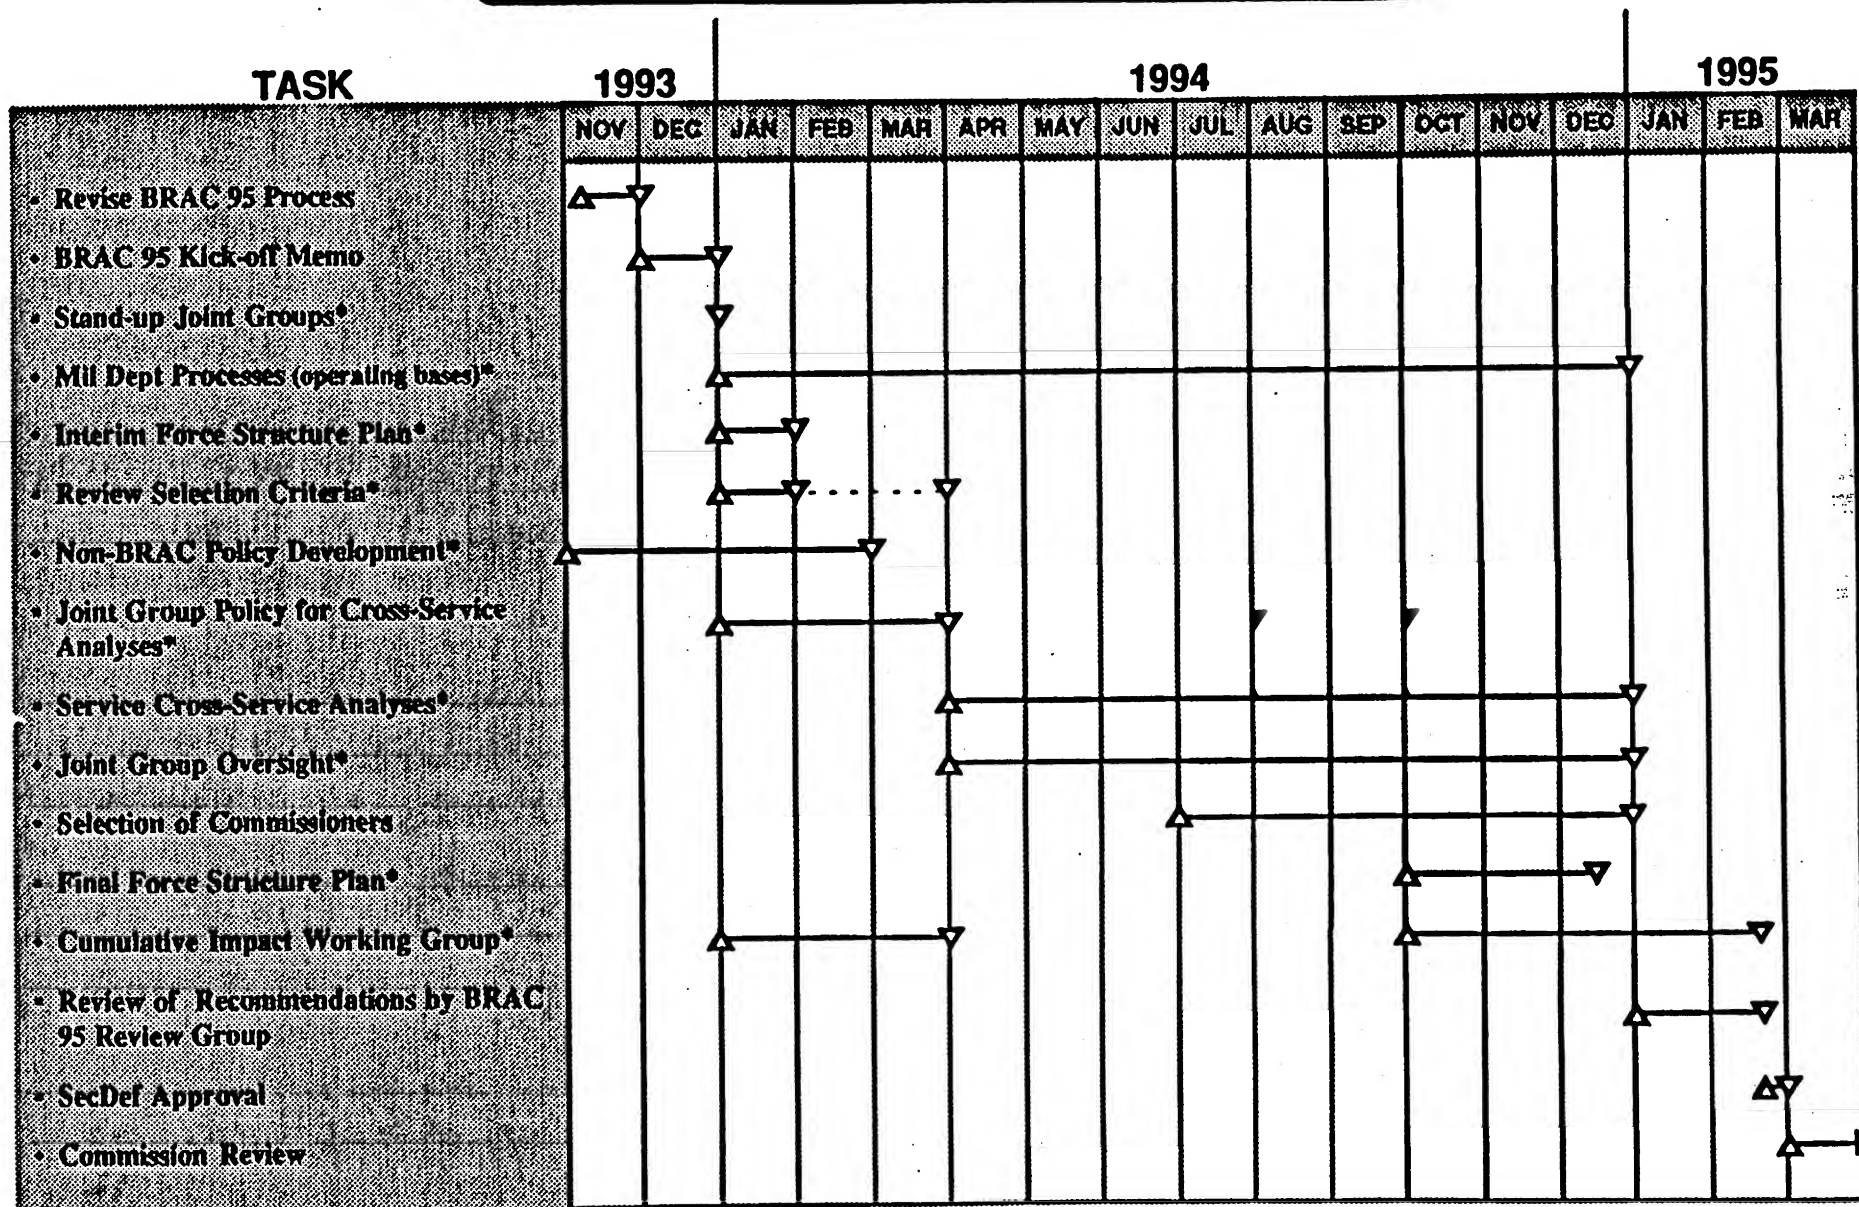 TASK 1993 1994 1995
NOV DEC JAN FEB MAR APR MAY JUN JUL AUG SEP OCT NOV DEC JAN FEB MAR
• Revise BRAC 95 Process
• BRAC 95 Kick-off Memo
• Stand-up Joint Groups*
• Mil Dept Processes (operating bases)*
• Interim Force Structure Plan*
• Review Selection Criteria*
• Non-BRAC Policy Development*
• Joint Group Policy for Cross-Service
Analyses*
• Service Cross-Service Analyses*
• Joint Group Oversight*
• Selection of Commissioners
• Final Force Structure Plan*
• Cumulative Impact Working Group*
• Review of Recommendations by BRAC
95 Review Group
• SecDef Approval
• Commission Review